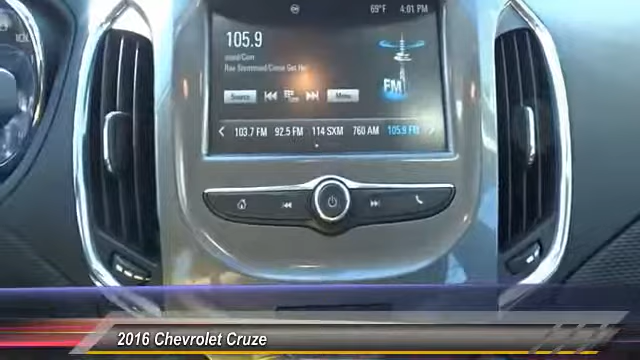 69°F 4:01 PM
105.9
FM
Source Menu
103.7 FM 92.5 FM 114 SXM 760 AM 105.9 FM
2016 Chevrolet Cruze